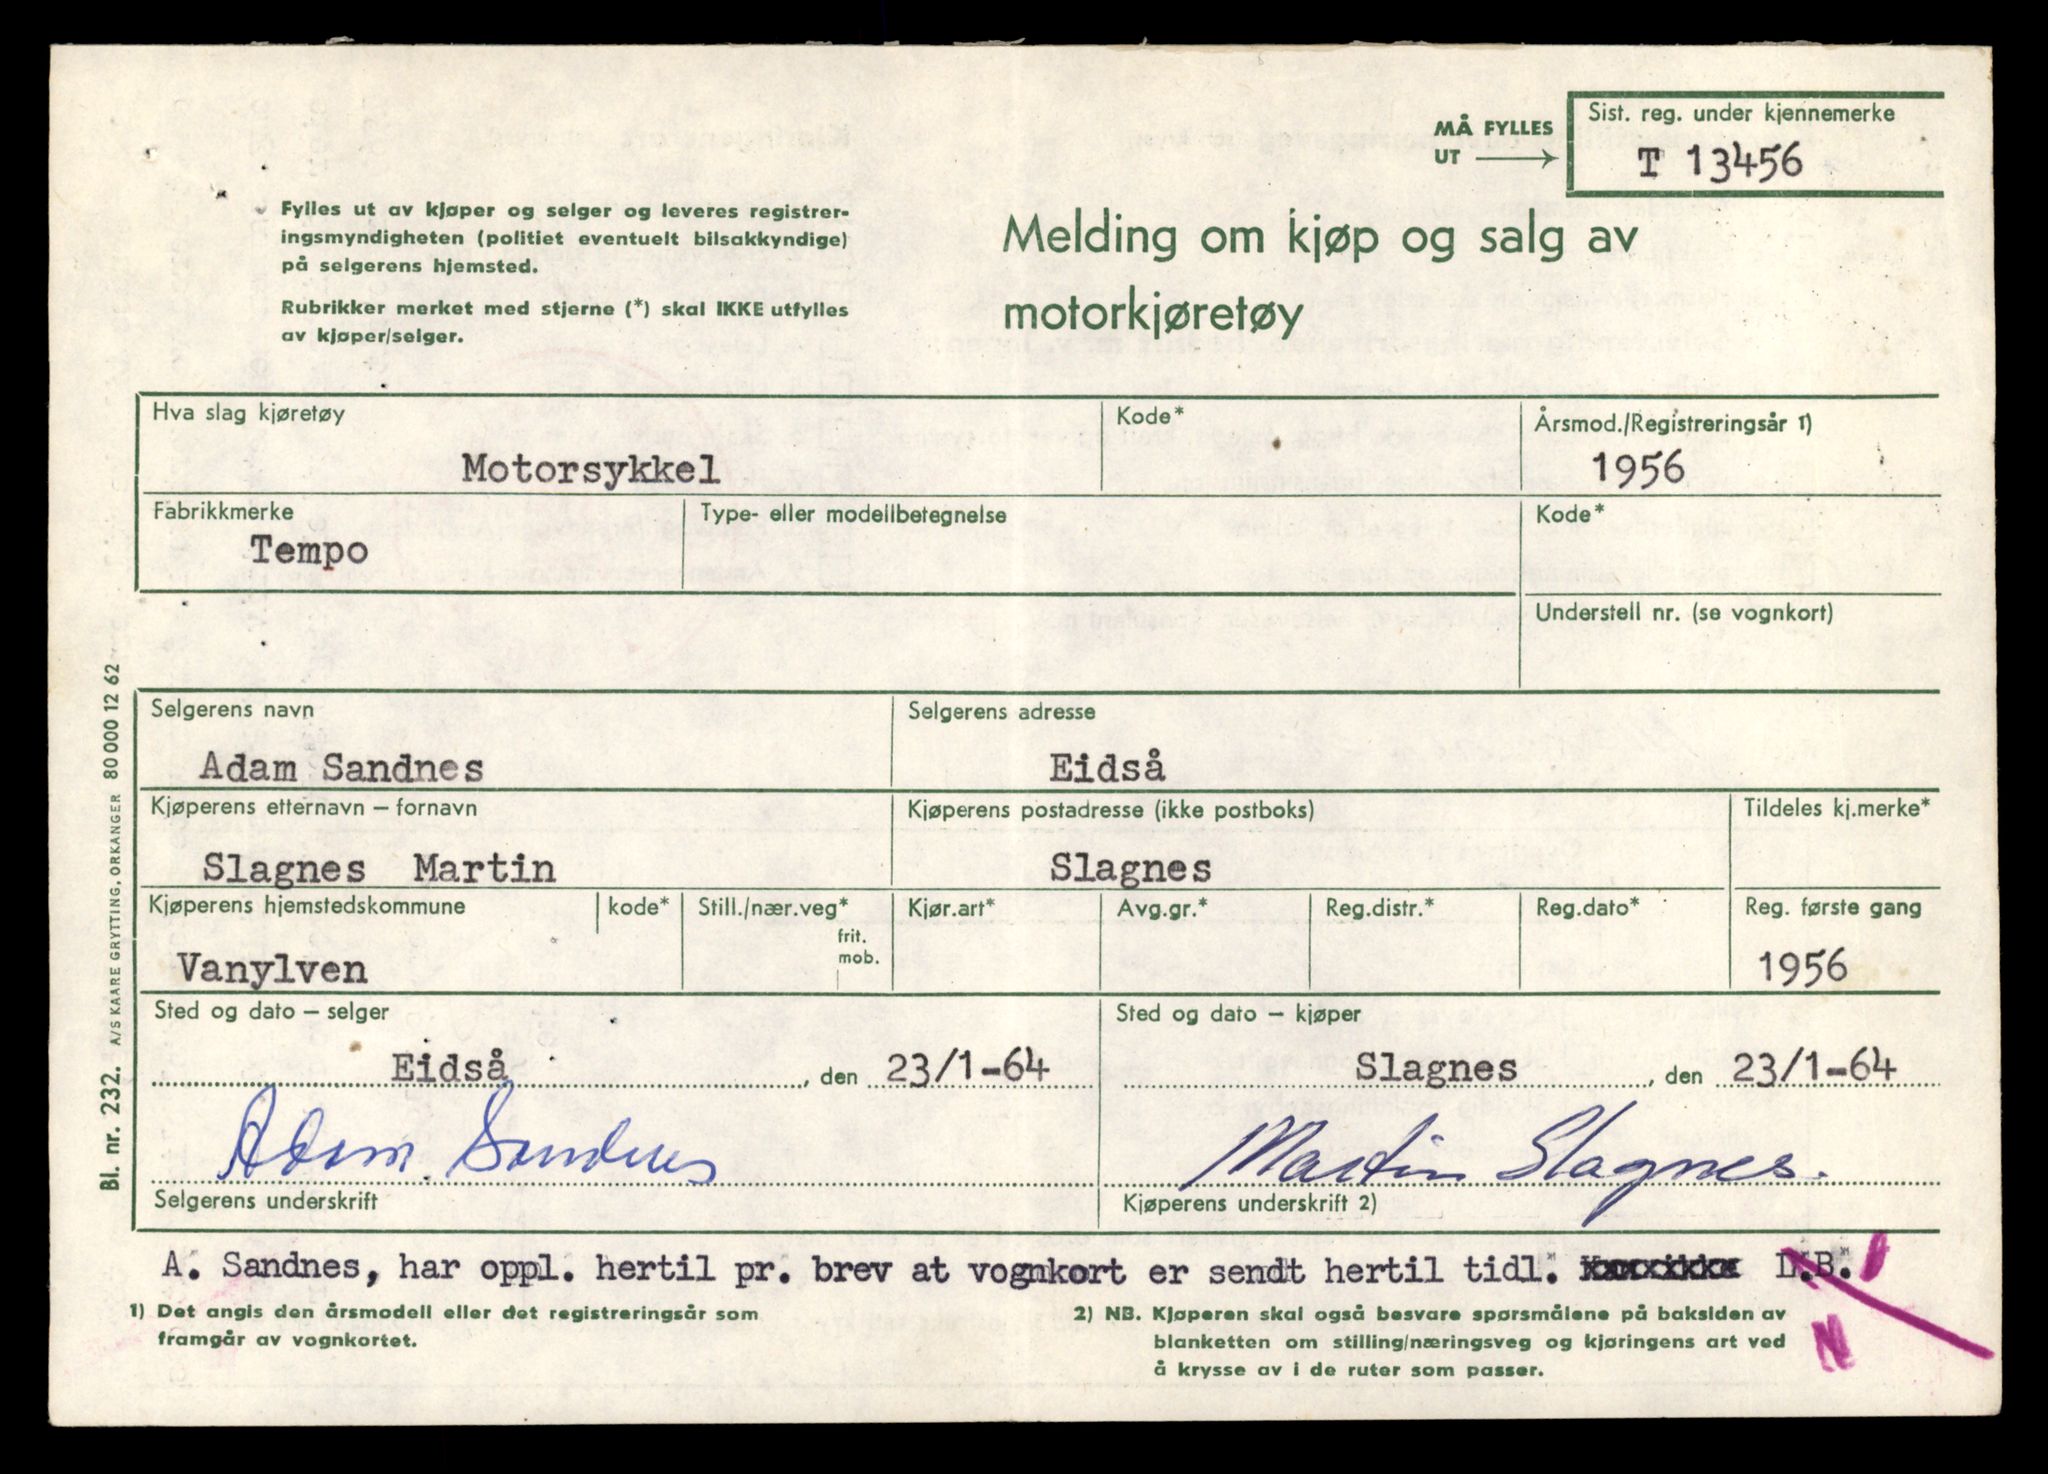 MÅ FYLLES
UT
Sist. reg. under kjennemerke
T 13456
Fylles ut av kjøper og selger og leveres registrer-
ingsmyndigheten (politiet eventuelt bilsakkyndige)
på selgerens hjemsted.
Rubrikker merket med stjerne (*) skal IKKE utfylles
av kjøper/selger.
Melding om kjøp og salg av
motorkjøretøy
Hva slag kjøretøy
Kode*
Årsmod./Registreringsår 1)
Motorsykkel
1956
Fabrikkmerke
Type- eller modellbetegnelse
Kode*
Tempo
Understell nr. (se vognkort)
Selgerens navn
Selgerens adresse
Adam Sandnes
Eidså
Kjøperens etternavn – fornavn
Kjøperens postadresse (ikke postboks)
Tildeles kj.merke*
Slagnes Martin
Slagnes
Kjøperens hjemstedskommune
kode*
Still./nær.veg*
frit.
mob.
Kjør.art*
Avg.gr.*
Reg.distr.*
Reg.dato*
Reg. første gang
Vanylven
1956
Sted og dato – selger
Sted og dato – kjøper
Eidså, den 23/1-64
Slagnes, den 23/1-64
Adam Sandnes
Martin Slagnes.
Selgerens underskrift
Kjøperens underskrift 2)
A. Sandnes, har oppl. hertil pr. brev at vognkort er sendt hertil tidl. L.B.
N
1) Det angis den årsmodell eller det registreringsår som
framgår av vognkortet.
2) NB. Kjøperen skal også besvare spørsmålene på baksiden av
blanketten om stilling/næringsveg og kjøringens art ved
å krysse av i de ruter som passer.
Bl. nr. 232. A/S KAARE GRYTTING, ORKANGER 80 000 12 62